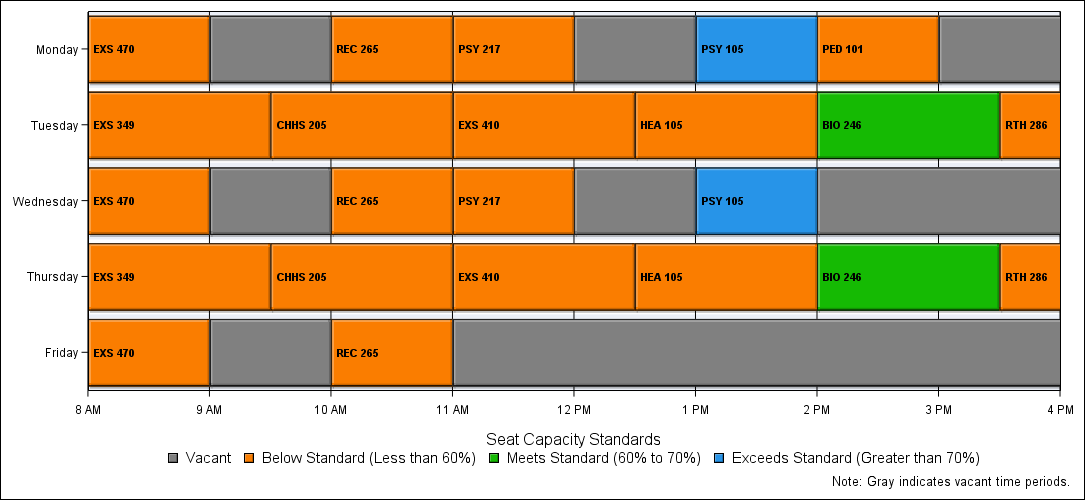 Monday EXS 470 REC 265 PSY 217 PSY 105 PED 101
Tuesday EXS 349 CHHS 205 EXS 410 HEA 105 BIO 246 RTH 286
Wednesday EXS 470 REC 265 PSY 217 PSY 105
Thursday EXS 349 CHHS 205 EXS 410 HEA 105 BIO 246 RTH 286
Friday EXS 470 REC 265
8 AM 9 AM 10 AM 11 AM 12 PM 1 PM 2 PM 3 PM 4 PM
Seat Capacity Standards
Vacant Below Standard (Less than 60%) Meets Standard (60% to 70%) Exceeds Standard (Greater than 70%)
Note: Gray indicates vacant time periods.